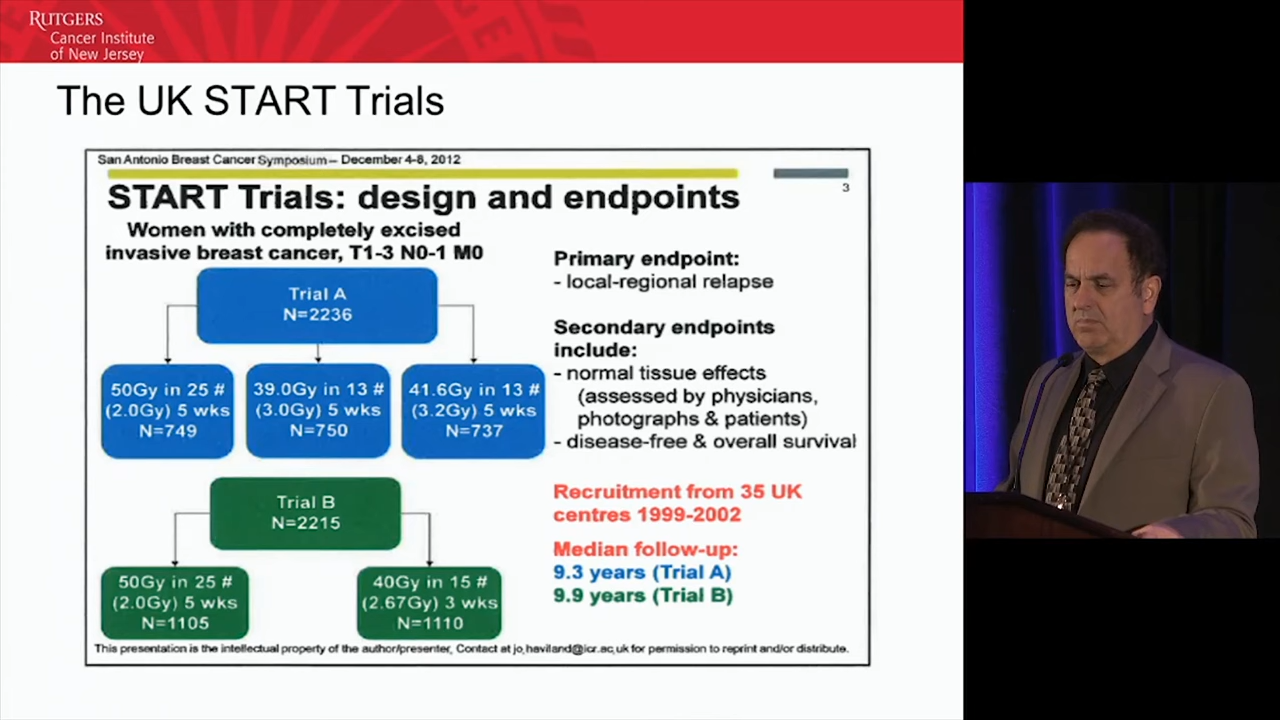 RUTGERS
Cancer Institute
of New Jersey
The UK START Trials
San Antonio Breast Cancer Symposium – December 4-8, 2012
3
START Trials: design and endpoints
Women with completely excised
invasive breast cancer, T1-3 N0-1 M0
Trial A
N=2236
50Gy in 25 #
(2.0Gy) 5 wks
N=749
39.0Gy in 13 #
(3.0Gy) 5 wks
N=750
41.6Gy in 13 #
(3.2Gy) 5 wks
N=737
Trial B
N=2215
50Gy in 25 #
(2.0Gy) 5 wks
N=1105
40Gy in 15 #
(2.67Gy) 3 wks
N=1110
Primary endpoint:
- local-regional relapse
Secondary endpoints
include:
- normal tissue effects
(assessed by physicians,
photographs & patients)
- disease-free & overall survival
Recruitment from 35 UK
centres 1999-2002
Median follow-up:
9.3 years (Trial A)
9.9 years (Trial B)
This presentation is the intellectual property of the author/presenter, Contact at jo.haviland@icr.ac.uk for permission to reprint and/or distribute.